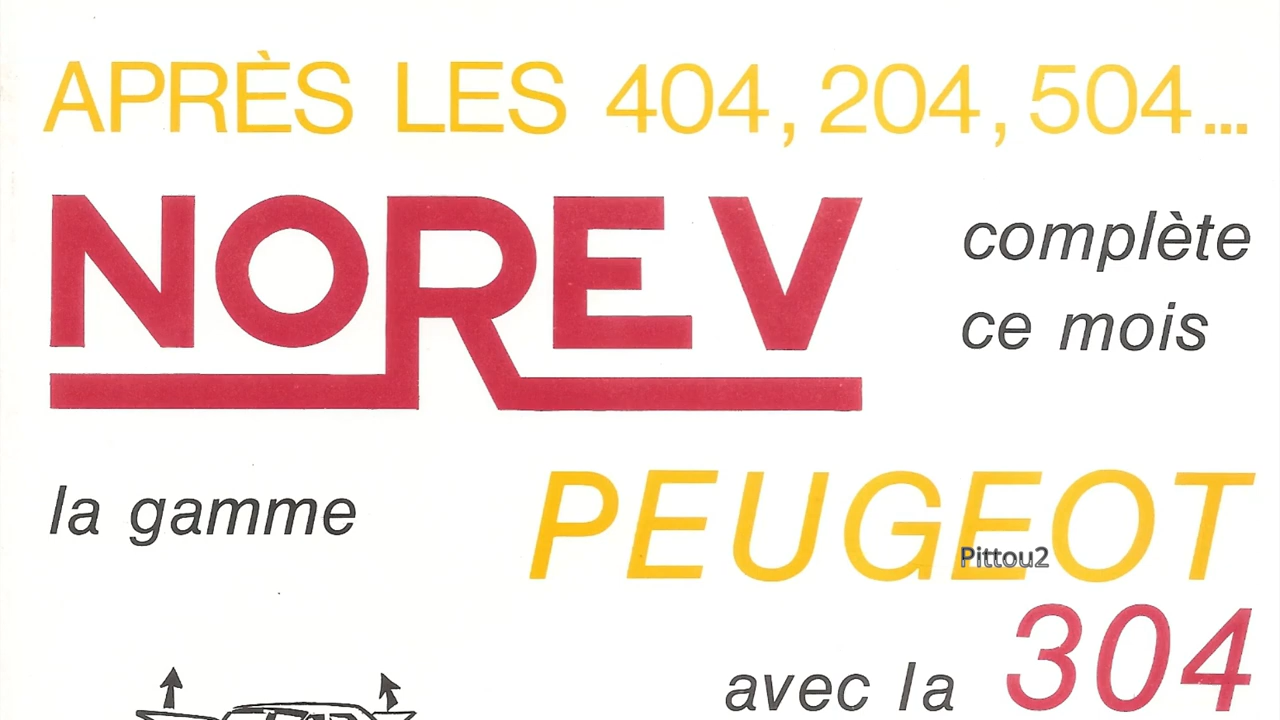 APRÈS LES 404, 204, 504...
NOREV
complète
ce mois
la gamme
PEUGEOT
Pittou2
avec la 304